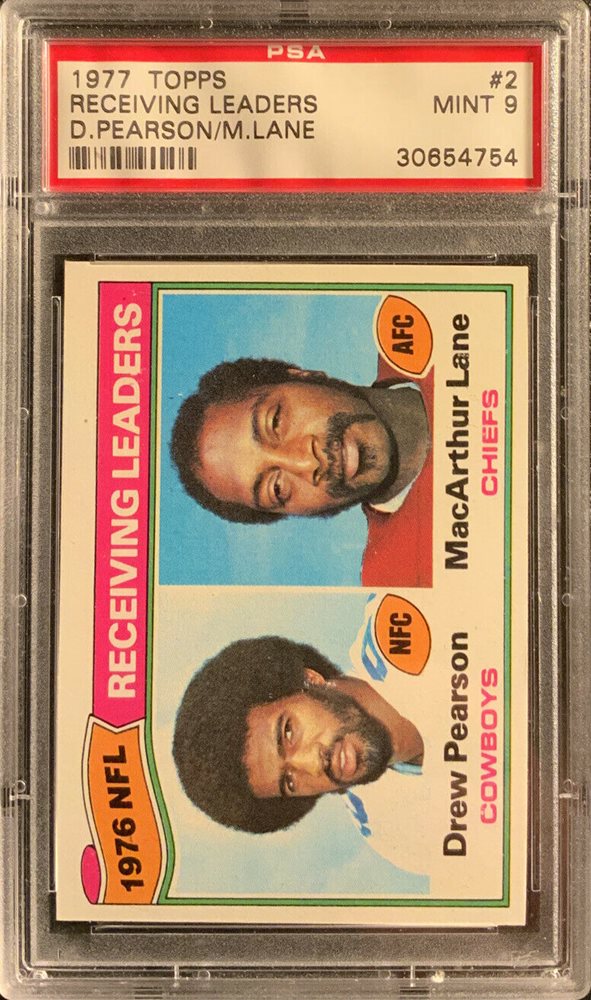 PSA
1977 TOPPS #2
RECEIVING LEADERS MINT 9
D.PEARSON/M.LANE
30654754
1976 NFL RECEIVING LEADERS
NFC
AFC
Drew Pearson
COWBOYS
MacArthur Lane
CHIEFS